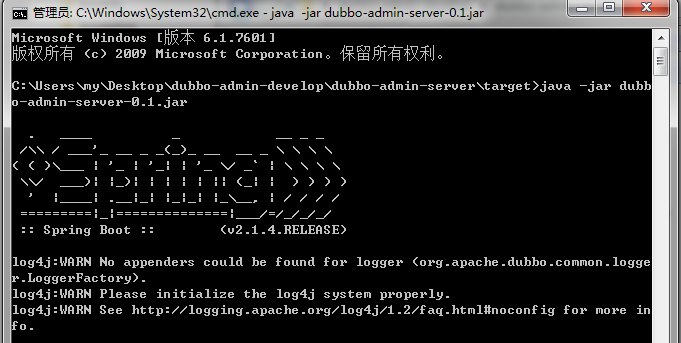 管理员: C:\Windows\System32\cmd.exe - java  -jar dubbo-admin-server-0.1.jar
Microsoft Windows [版本 6.1.7601]
版权所有 (c) 2009 Microsoft Corporation。保留所有权利。
C:\Users\my\Desktop\dubbo-admin-develop\dubbo-admin-server\target>java -jar dubb
o-admin-server-0.1.jar
Spring
:: Spring Boot ::        (v2.1.4.RELEASE)
log4j:WARN No appenders could be found for logger (org.apache.dubbo.common.logge
r.LoggerFactory).
log4j:WARN Please initialize the log4j system properly.
log4j:WARN See http://logging.apache.org/log4j/1.2/faq.html#noconfig for more in
fo.